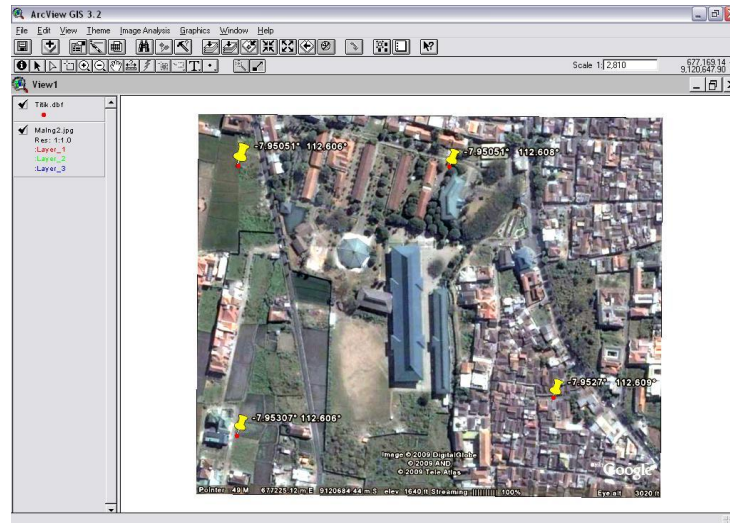 ArcView GIS 3.2
File Edit View Theme Image Analysis Graphics Window Help
Scale 1: 2,810
677,169.14
9,120,647.90
View1
Titik.dbf
Malng2.jpg
Res: 1:1.0
:Layer_1
:Layer_2
:Layer_3
-7.95051° 112.606°
-7.95051° 112.608°
-7.9527° 112.609°
-7.95307° 112.606°
Image © 2009 DigitalGlobe
© 2009 AND
© 2009 Tele Atlas
Google
Pointer 49 M 677225.12 m E 9120684.44 m S elev 1640 ft Streaming |||||||||| 100% Eye alt 3020 ft